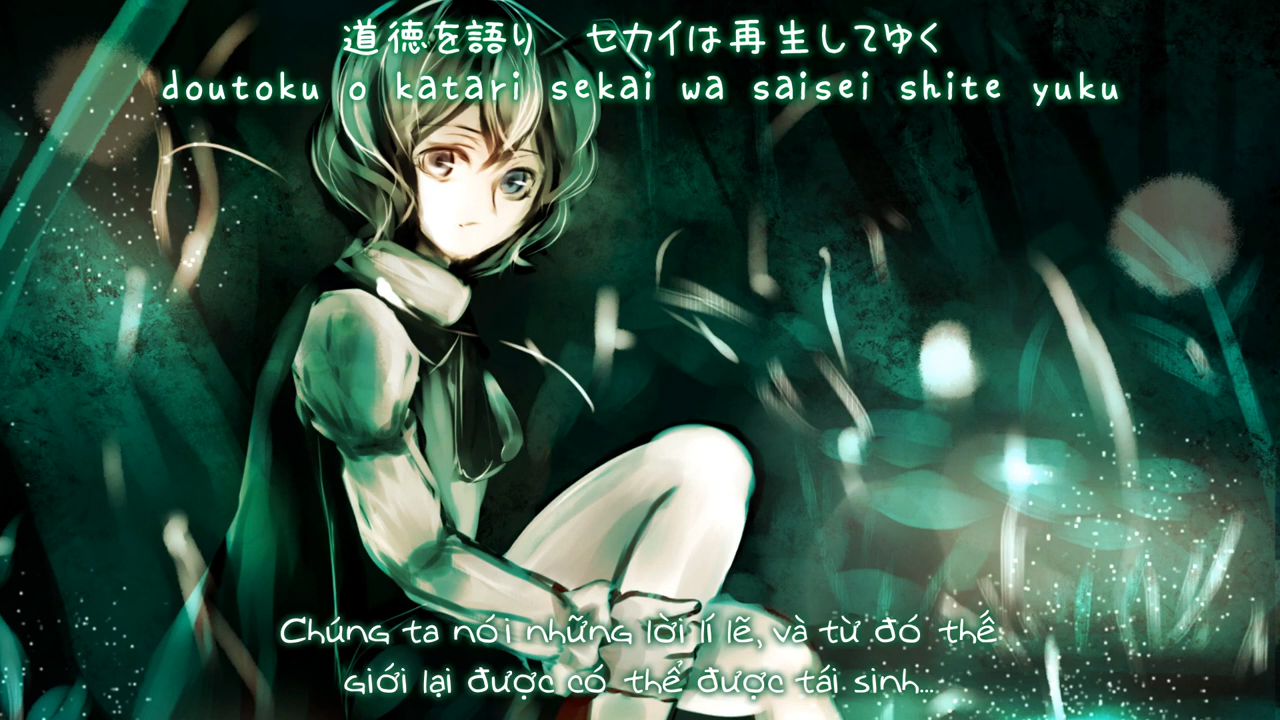 道徳を語り　セカイは再生してゆく
doutoku o katari sekai wa saisei shite yuku
Chúng ta nói những lời lí lẽ, và từ đó thế
giới lại được có thể được tái sinh...